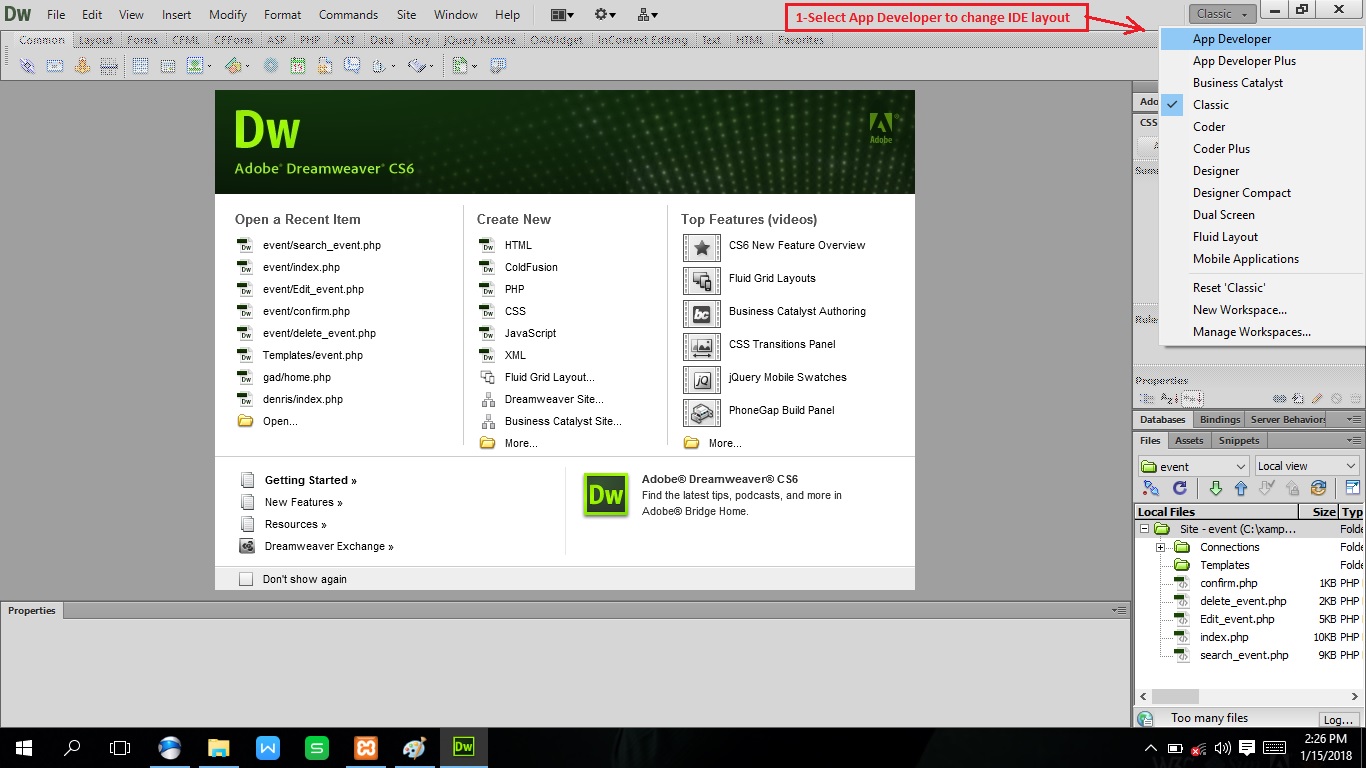 Dw File Edit View Insert Modify Format Commands Site Window Help
1-Select App Developer to change IDE layout
Classic
Common Layout Forms CFML CFForm ASP PHP XSLT Data Spry jQuery Mobile OAWidget InContext Editing Text HTML Favorites
App Developer
App Developer Plus
Business Catalyst
Classic
Coder
Coder Plus
Designer
Designer Compact
Dual Screen
Fluid Layout
Mobile Applications
Reset 'Classic'
New Workspace...
Manage Workspaces...
Dw
Adobe® Dreamweaver® CS6
Adobe
Open a Recent Item
event/search_event.php
event/index.php
event/Edit_event.php
event/confirm.php
event/delete_event.php
Templates/event.php
gad/home.php
denris/index.php
Open...
Create New
HTML
ColdFusion
PHP
CSS
JavaScript
XML
Fluid Grid Layout...
Dreamweaver Site...
Business Catalyst Site...
More...
Top Features (videos)
CS6 New Feature Overview
Fluid Grid Layouts
bc Business Catalyst Authoring
CSS Transitions Panel
jQ jQuery Mobile Swatches
PhoneGap Build Panel
More...
Getting Started »
New Features »
Resources »
Dreamweaver Exchange »
Dw
Adobe® Dreamweaver® CS6
Find the latest tips, podcasts, and more in
Adobe® Bridge Home.
Don't show again
Properties
Ado
CSS
Properties
Databases Bindings Server Behaviors
Files Assets Snippets
event Local view
Local Files Size Typ
Site - event (C:\xamp... Folde
Connections Folde
Templates Folde
confirm.php 1KB PHP
delete_event.php 2KB PHP
Edit_event.php 5KB PHP
index.php 10KB PHP
search_event.php 9KB PHP
Too many files Log...
W S Dw
2:26 PM
1/15/2018